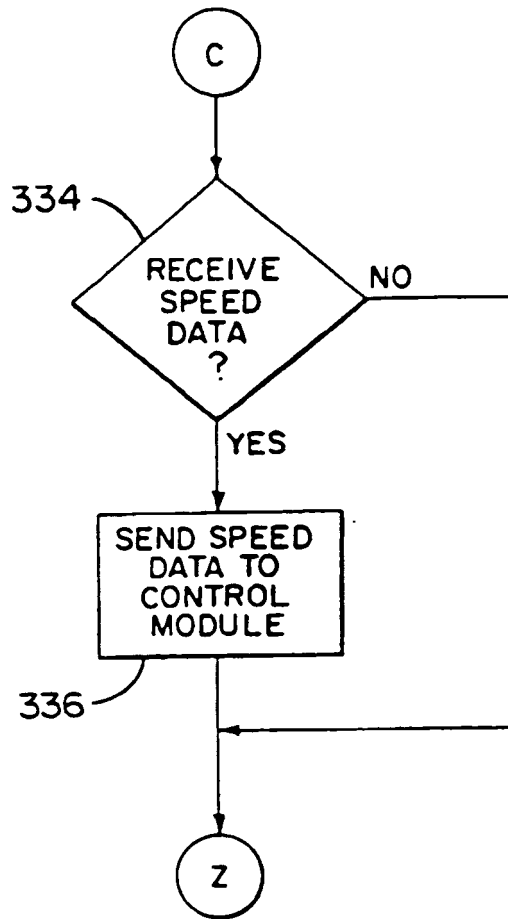 C
334
RECEIVE
SPEED
DATA
?
NO
YES
SEND SPEED
DATA TO
CONTROL
MODULE
336
Z